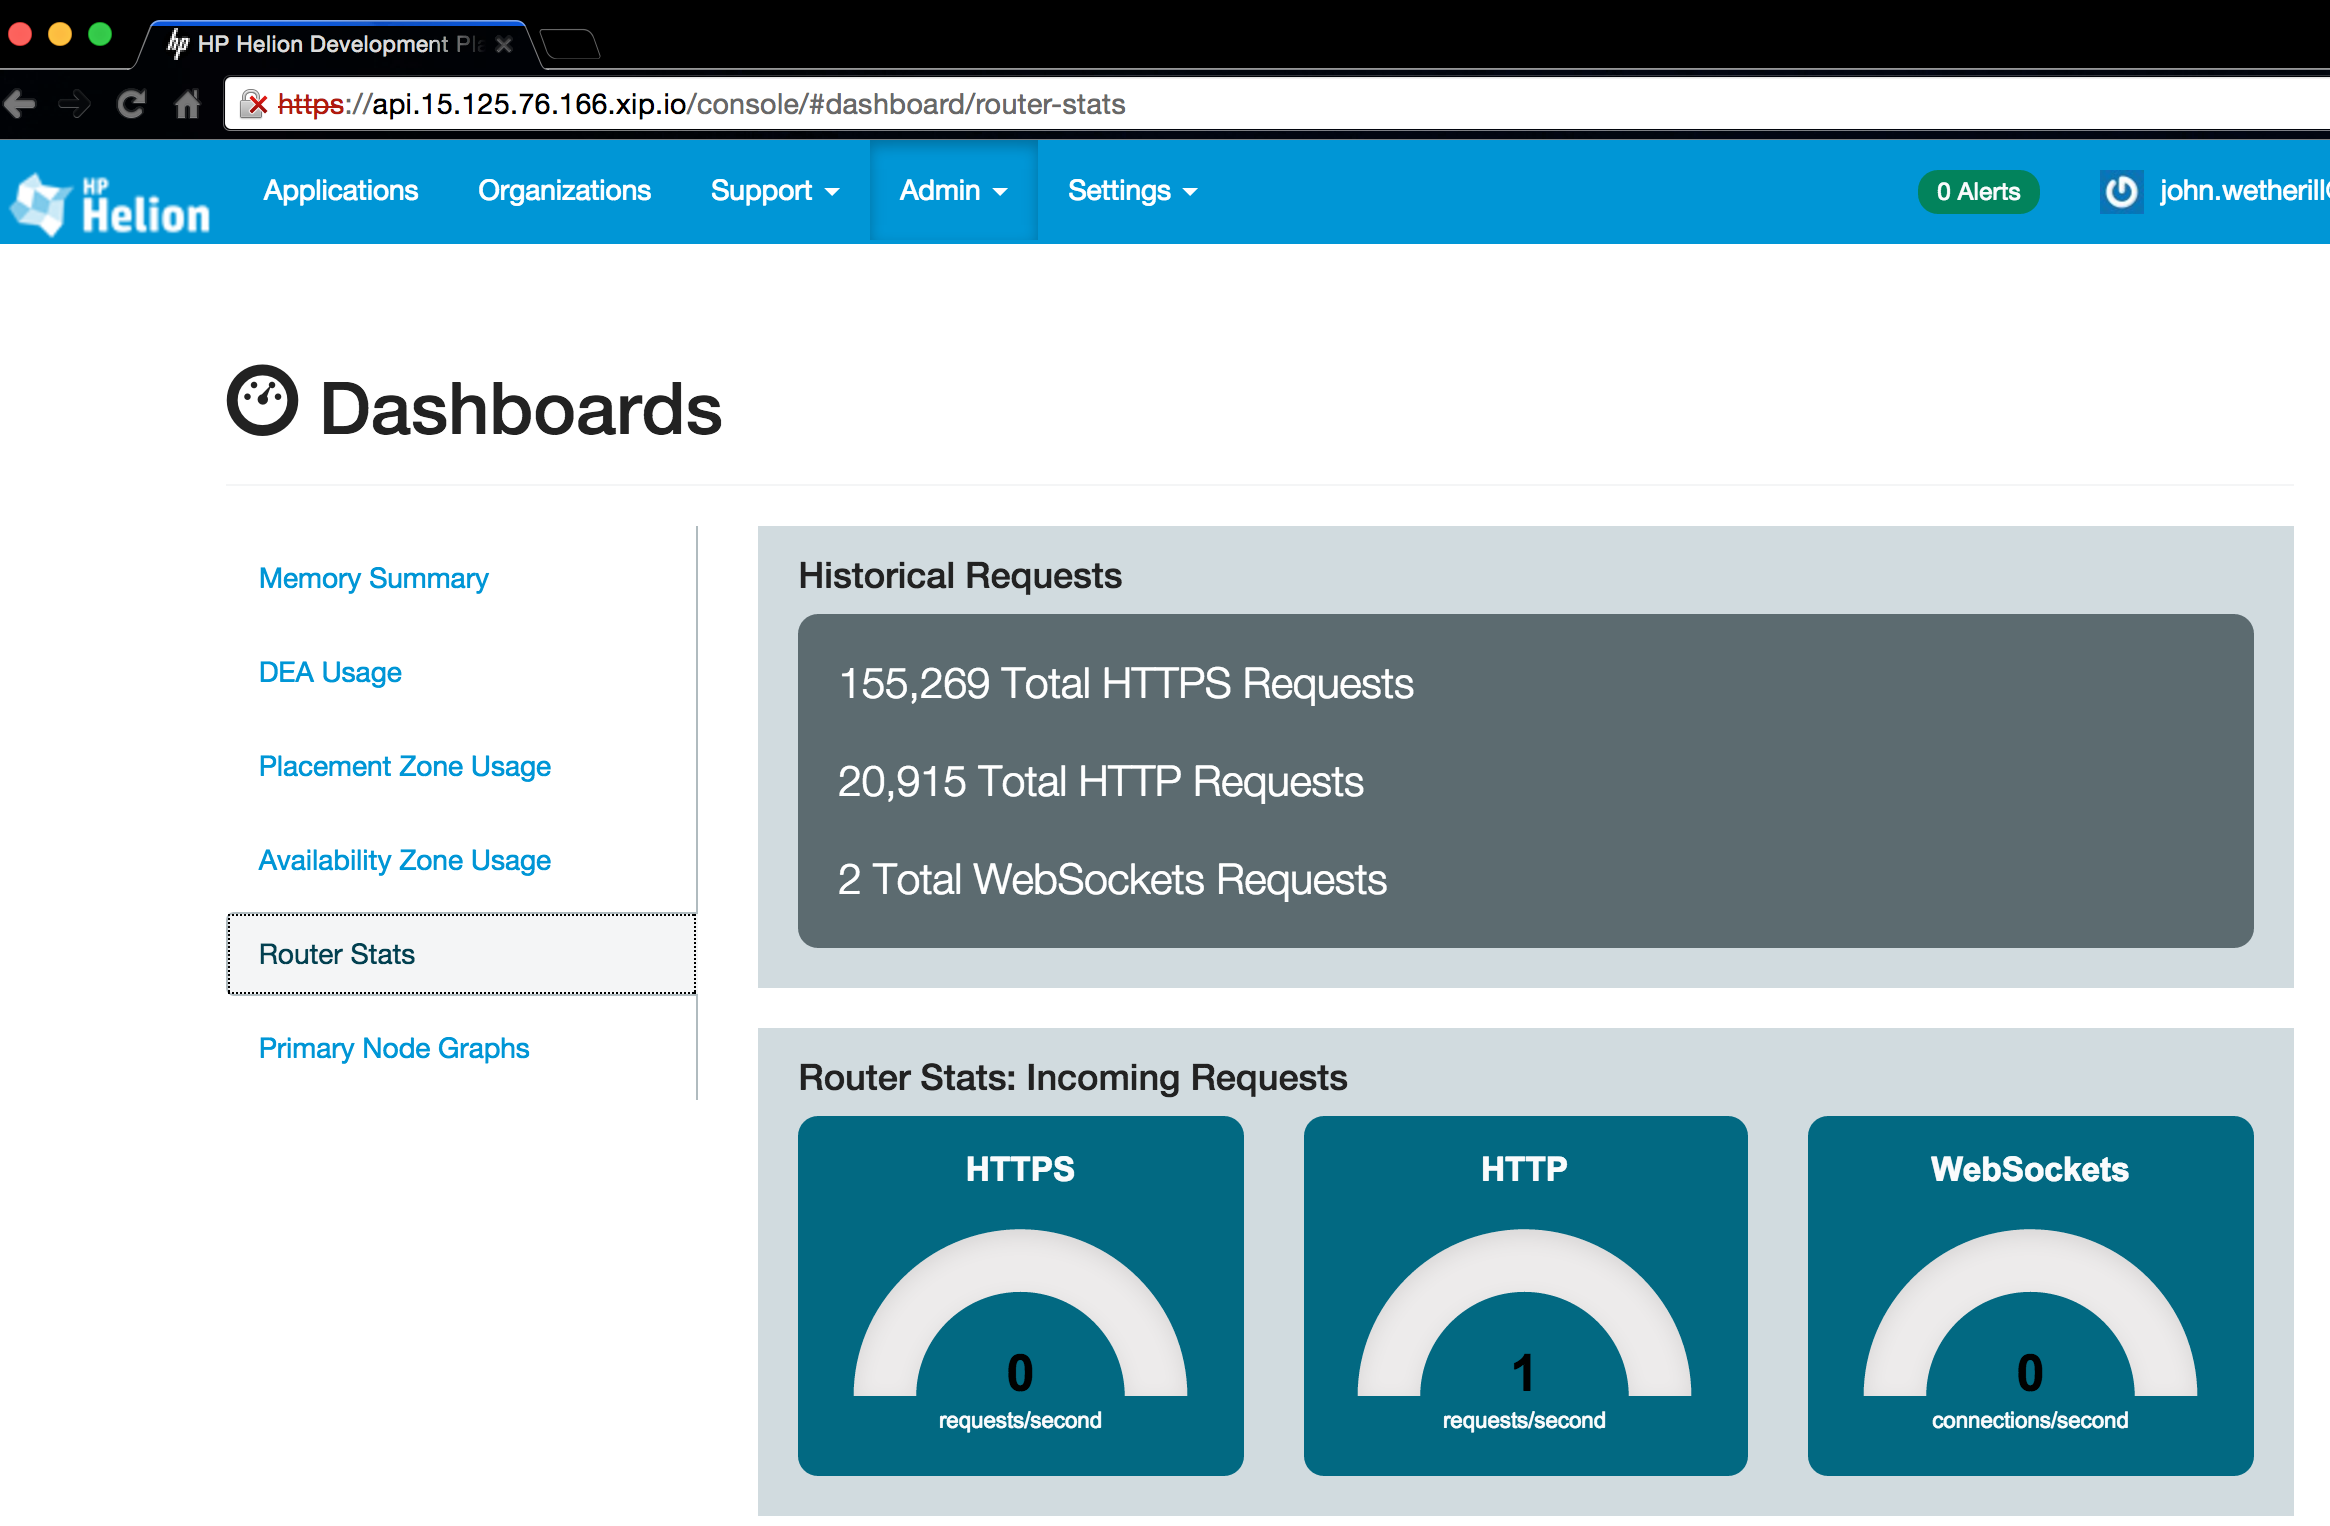 HP Helion Development Pla
https://api.15.125.76.166.xip.io/console/#dashboard/router-stats
HP Helion
Applications Organizations Support Admin Settings 0 Alerts john.wetherill
Dashboards
Memory Summary
DEA Usage
Placement Zone Usage
Availability Zone Usage
Router Stats
Primary Node Graphs
Historical Requests
155,269 Total HTTPS Requests
20,915 Total HTTP Requests
2 Total WebSockets Requests
Router Stats: Incoming Requests
HTTPS
0
requests/second
HTTP
1
requests/second
WebSockets
0
connections/second